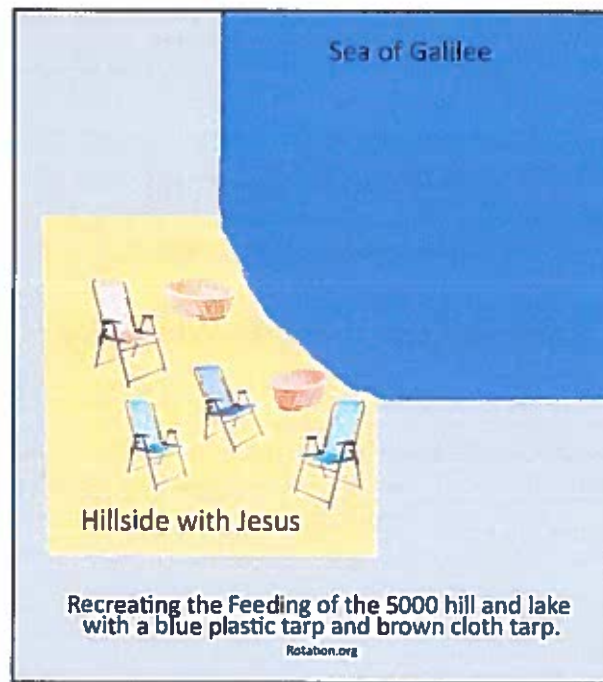 Sea of Galilee
Hillside with Jesus
Recreating the Feeding of the 5000 hill and lake
with a blue plastic tarp and brown cloth tarp.
Rotation.org